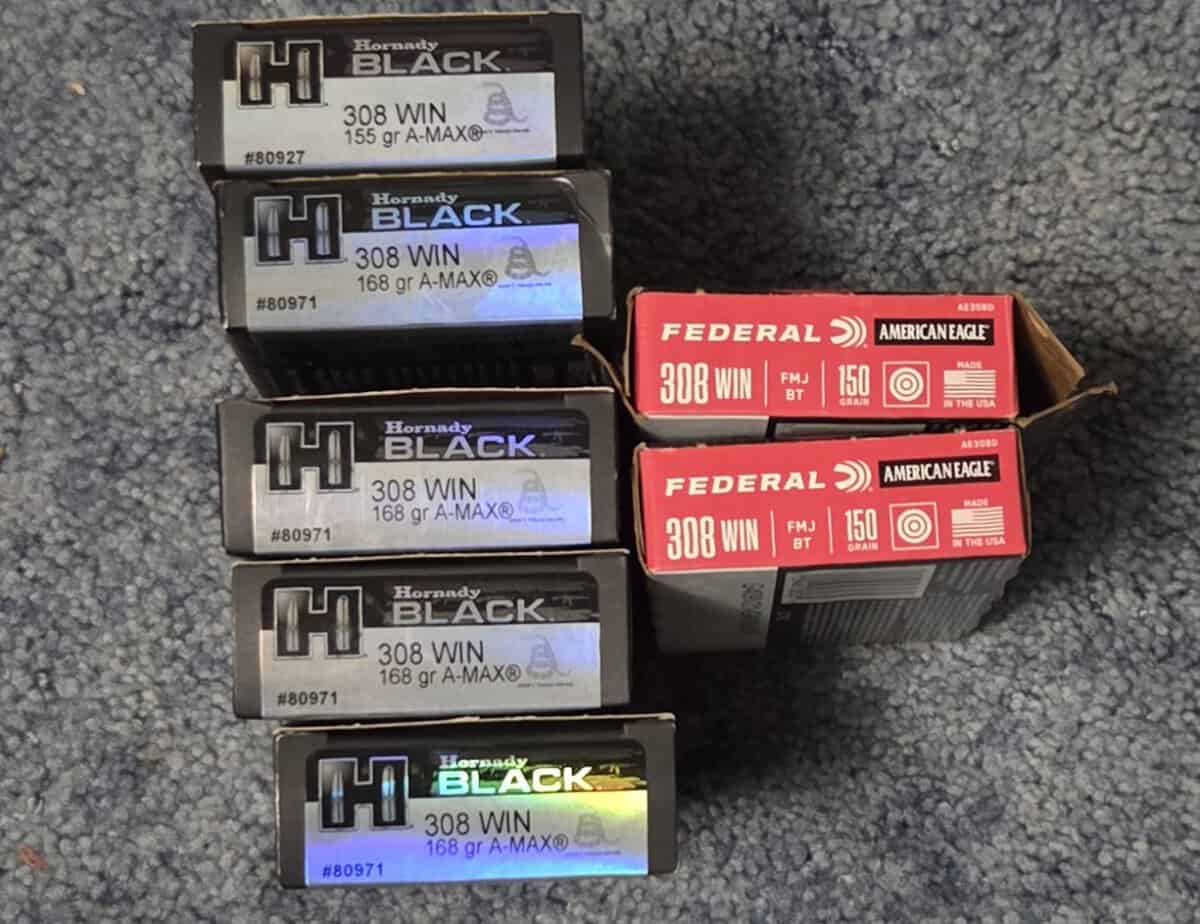 H
Hornady
BLACK
308 WIN
155 gr A-MAX®
#80927
H
Hornady
BLACK
308 WIN
168 gr A-MAX®
#80971
H
Hornady
BLACK
308 WIN
168 gr A-MAX®
#80971
H
Hornady
BLACK
308 WIN
168 gr A-MAX®
#80971
H
Hornady
BLACK
308 WIN
168 gr A-MAX®
#80971
AE308D
FEDERAL AMERICAN EAGLE
308 WIN FMJ BT 150 GRAIN MADE IN THE USA
AE308D
FEDERAL AMERICAN EAGLE
308 WIN FMJ BT 150 GRAIN MADE IN THE USA